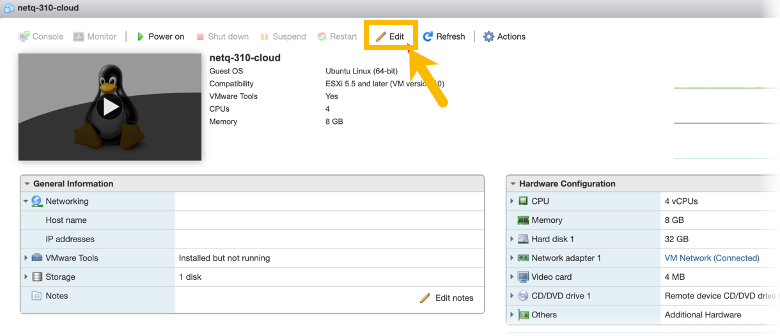 netq-310-cloud
Console Monitor Power on Shut down Suspend Restart Edit Refresh Actions
netq-310-cloud
Guest OS Ubuntu Linux (64-bit)
Compatibility ESXi 5.5 and later (VM version 0)
VMware Tools Yes
CPUs 4
Memory 8 GB
General Information
Networking
Host name
IP addresses
VMware Tools Installed but not running
Storage 1 disk
Notes Edit notes
Hardware Configuration
CPU 4 vCPUs
Memory 8 GB
Hard disk 1 32 GB
Network adapter 1 VM Network (Connected)
Video card 4 MB
CD/DVD drive 1 Remote device CD/DVD drive
Others Additional Hardware